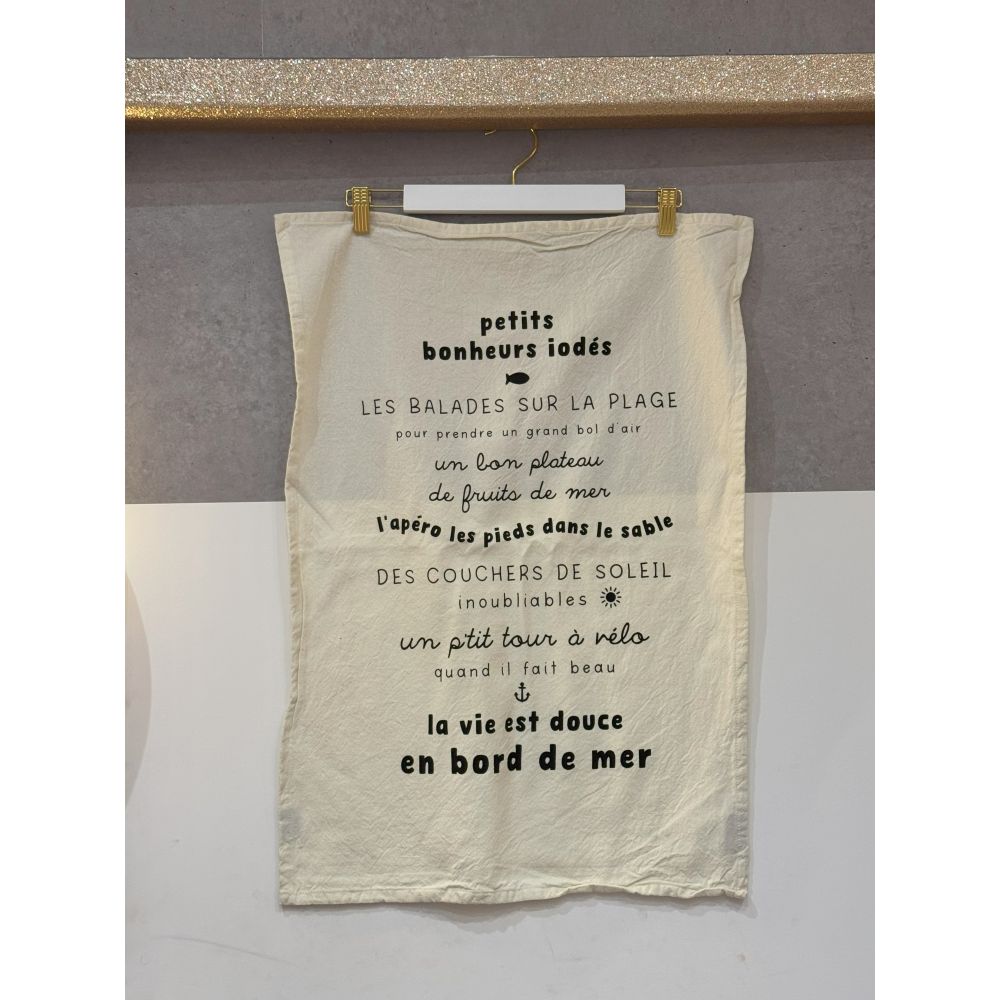 petits
bonheurs iodés
LES BALADES SUR LA PLAGE
pour prendre un grand bol d'air
un bon plateau
de fruits de mer
l'apéro les pieds dans le sable
DES COUCHERS DE SOLEIL
inoubliables
un p'tit tour à vélo
quand il fait beau
la vie est douce
en bord de mer